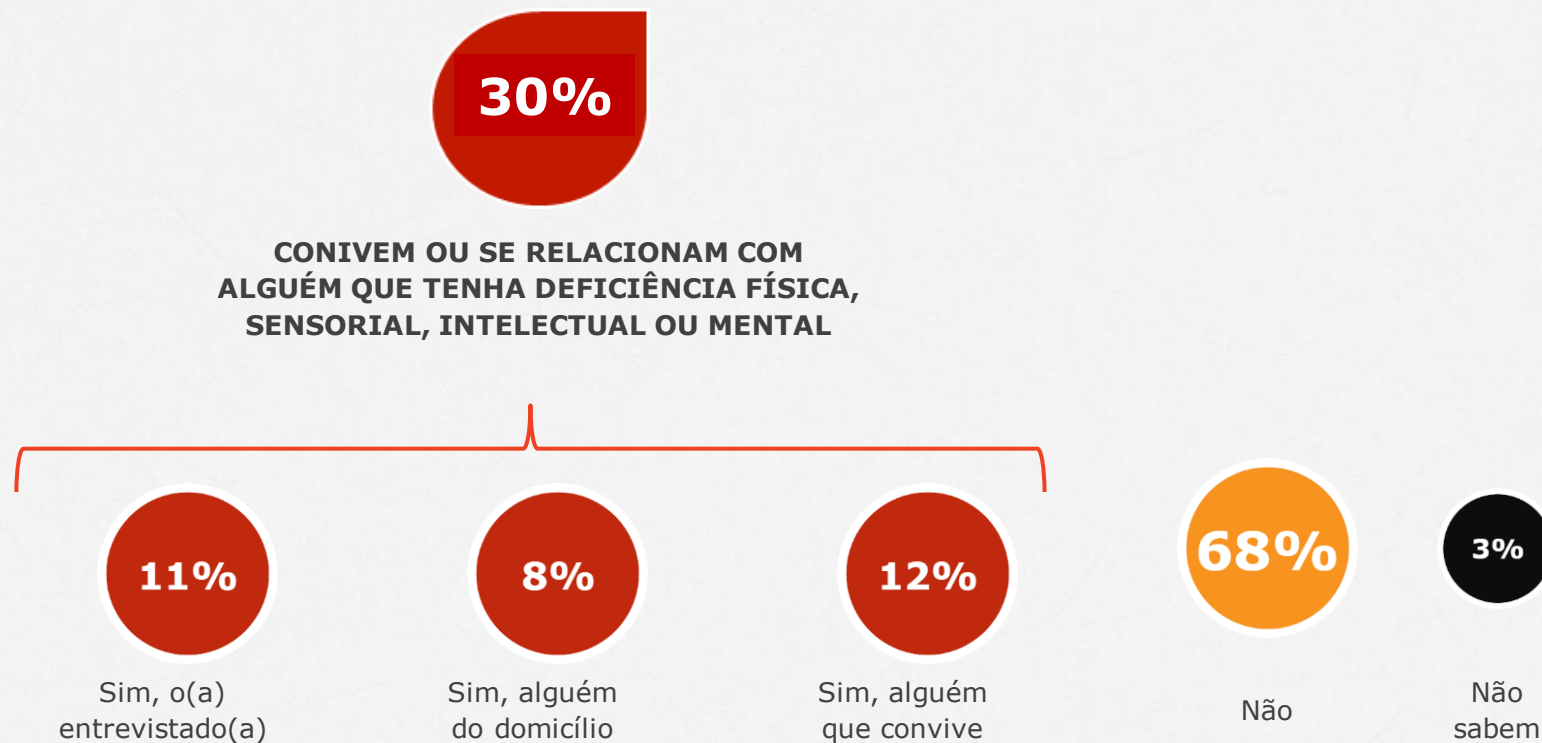 30%
CONIVEM OU SE RELACIONAM COM
ALGUÉM QUE TENHA DEFICIÊNCIA FÍSICA,
SENSORIAL, INTELECTUAL OU MENTAL
11%
Sim, o(a)
entrevistado(a)
8%
Sim, alguém
do domicílio
12%
Sim, alguém
que convive
68%
Não
3%
Não
sabem